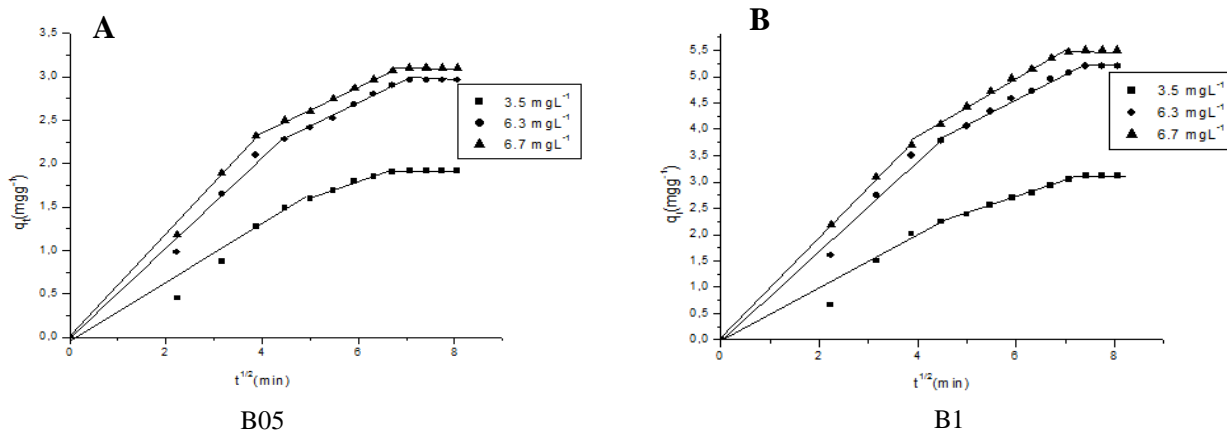 A
3,5
3,0
2,5
2,0
1,5
1,0
0,5
0,0
qt(mgg-1)
0 2 4 6 8
t1/2(min)
3.5 mgL-1
6.3 mgL-1
6.7 mgL-1
B05
B
5,5
5,0
4,5
4,0
3,5
3,0
2,5
2,0
1,5
1,0
0,5
0,0
qt(mgg-1)
0 2 4 6 8
t1/2(min)
3.5 mgL-1
6.3 mgL-1
6.7 mgL-1
B1